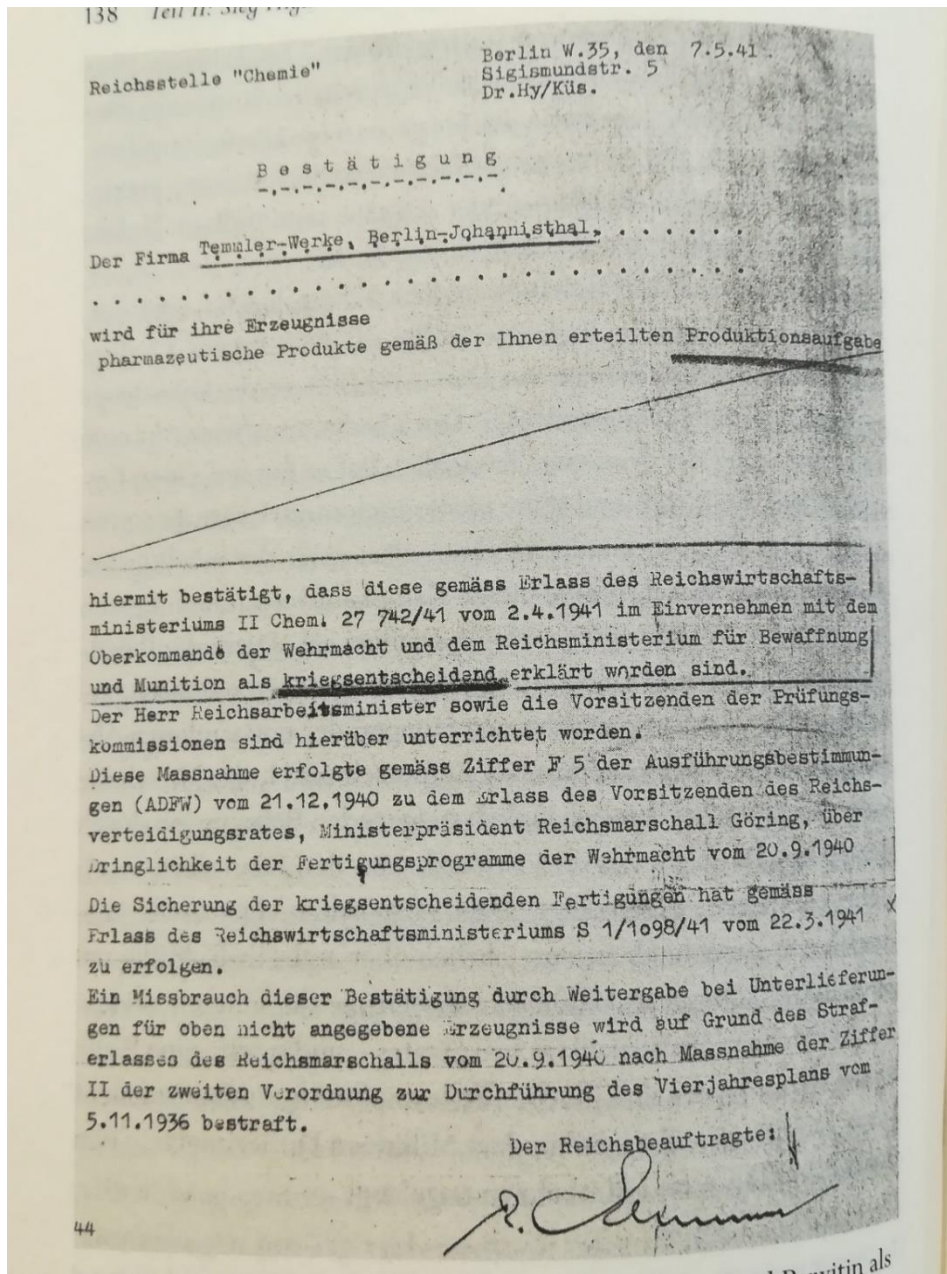 138 Teil II: Sieg
Reichsstelle "Chemie"
Berlin W.35, den 7.5.41.
Sigismundstr. 5
Dr.Hy/Küs.
B e s t ä t i g u n g
-.-.-.-.-.-.-.-.-.-.-.-.
Der Firma Temmler-Werke, Berlin-Johannisthal, . . . . . .
. . . . . . . . . . . . . . . . . . . . . . . . . . . .
wird für ihre Erzeugnisse
pharmazeutische Produkte gemäß der Ihnen erteilten Produktionsaufgabe
hiermit bestätigt, dass diese gemäss Erlass des Reichswirtschafts-
ministeriums II Chem. 27 742/41 vom 2.4.1941 im Einvernehmen mit dem
Oberkommando der Wehrmacht und dem Reichsministerium für Bewaffnung
und Munition als kriegsentscheidend erklärt worden sind.
Der Herr Reichsarbeitsminister sowie die Vorsitzenden der Prüfungs-
kommissionen sind hierüber unterrichtet worden.
Diese Massnahme erfolgte gemäss Ziffer F 5 der Ausführungsbestimmun-
gen (ADFW) vom 21.12.1940 zu dem Erlass des Vorsitzenden des Reichs-
verteidigungsrates, Ministerpräsident Reichsmarschall Göring, über
Dringlichkeit der Fertigungsprogramme der Wehrmacht vom 20.9.1940
Die Sicherung der kriegsentscheidenden Fertigungen hat gemäss
Erlass des Reichswirtschaftsministeriums S 1/1o98/41 vom 22.3.1941
zu erfolgen.
Ein Missbrauch dieser Bestätigung durch Weitergabe bei Unterlieferun-
gen für oben nicht angegebene Erzeugnisse wird auf Grund des Straf-
erlasses des Reichsmarschalls vom 20.9.1940 nach Massnahme der Ziffer
II der zweiten Verordnung zur Durchführung des Vierjahresplans vom
5.11.1936 bestraft.
Der Reichsbeauftragte:
44
als